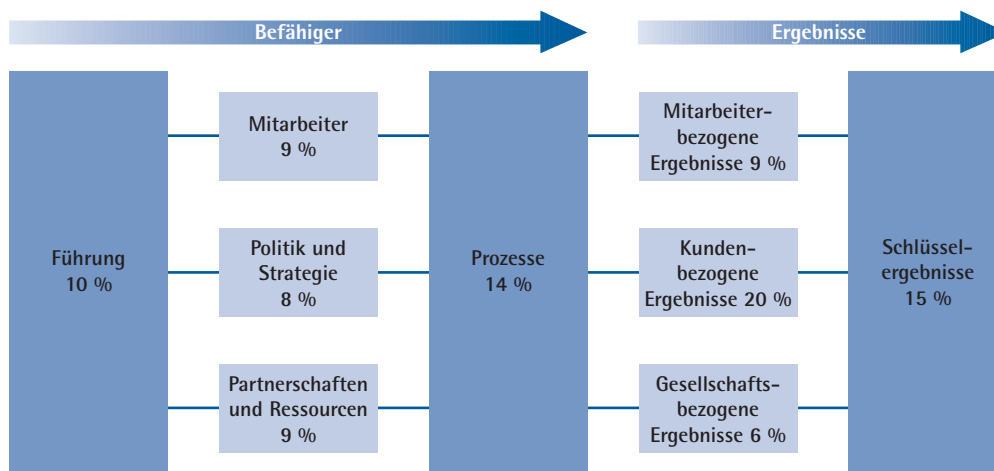 Befähiger
Ergebnisse
Führung
10 %
Mitarbeiter
9 %
Politik und
Strategie
8 %
Partnerschaften
und Ressourcen
9 %
Prozesse
14 %
Mitarbeiter-
bezogene
Ergebnisse 9 %
Kunden-
bezogene
Ergebnisse 20 %
Gesellschafts-
bezogene
Ergebnisse 6 %
Schlüssel-
ergebnisse
15 %